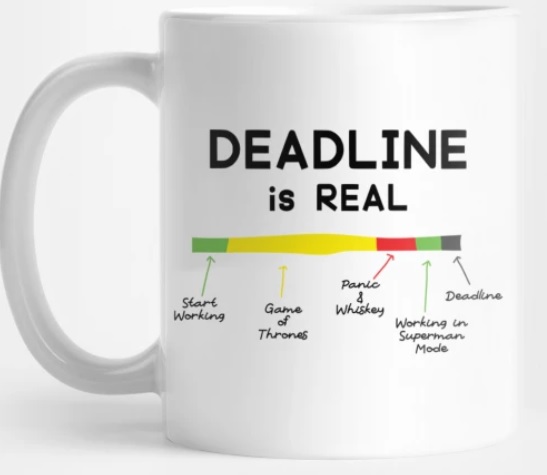 DEADLINE
is REAL
Start
Working
Game
of
Thrones
Panic
&
Whiskey
Working in
Superman
Mode
Deadline